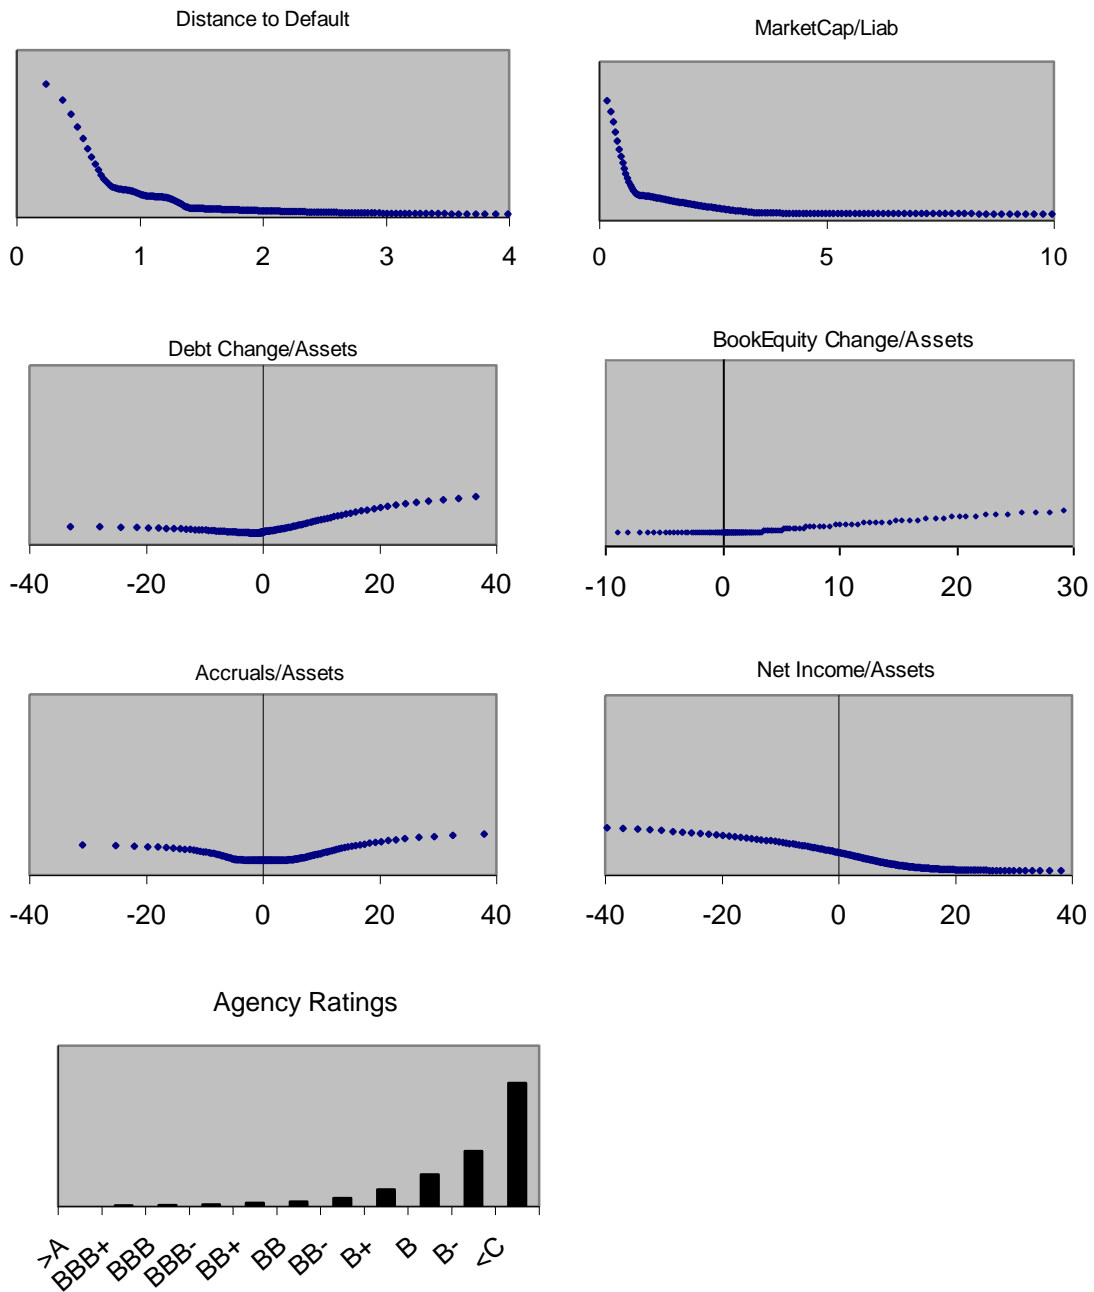 Distance to Default
0 1 2 3 4
MarketCap/Liab
0 5 10
Debt Change/Assets
-40 -20 0 20 40
BookEquity Change/Assets
-10 0 10 20 30
Accruals/Assets
-40 -20 0 20 40
Net Income/Assets
-40 -20 0 20 40
Agency Ratings
>A BBB+ BBB BBB- BB+ BB BB- B+ B B- <C